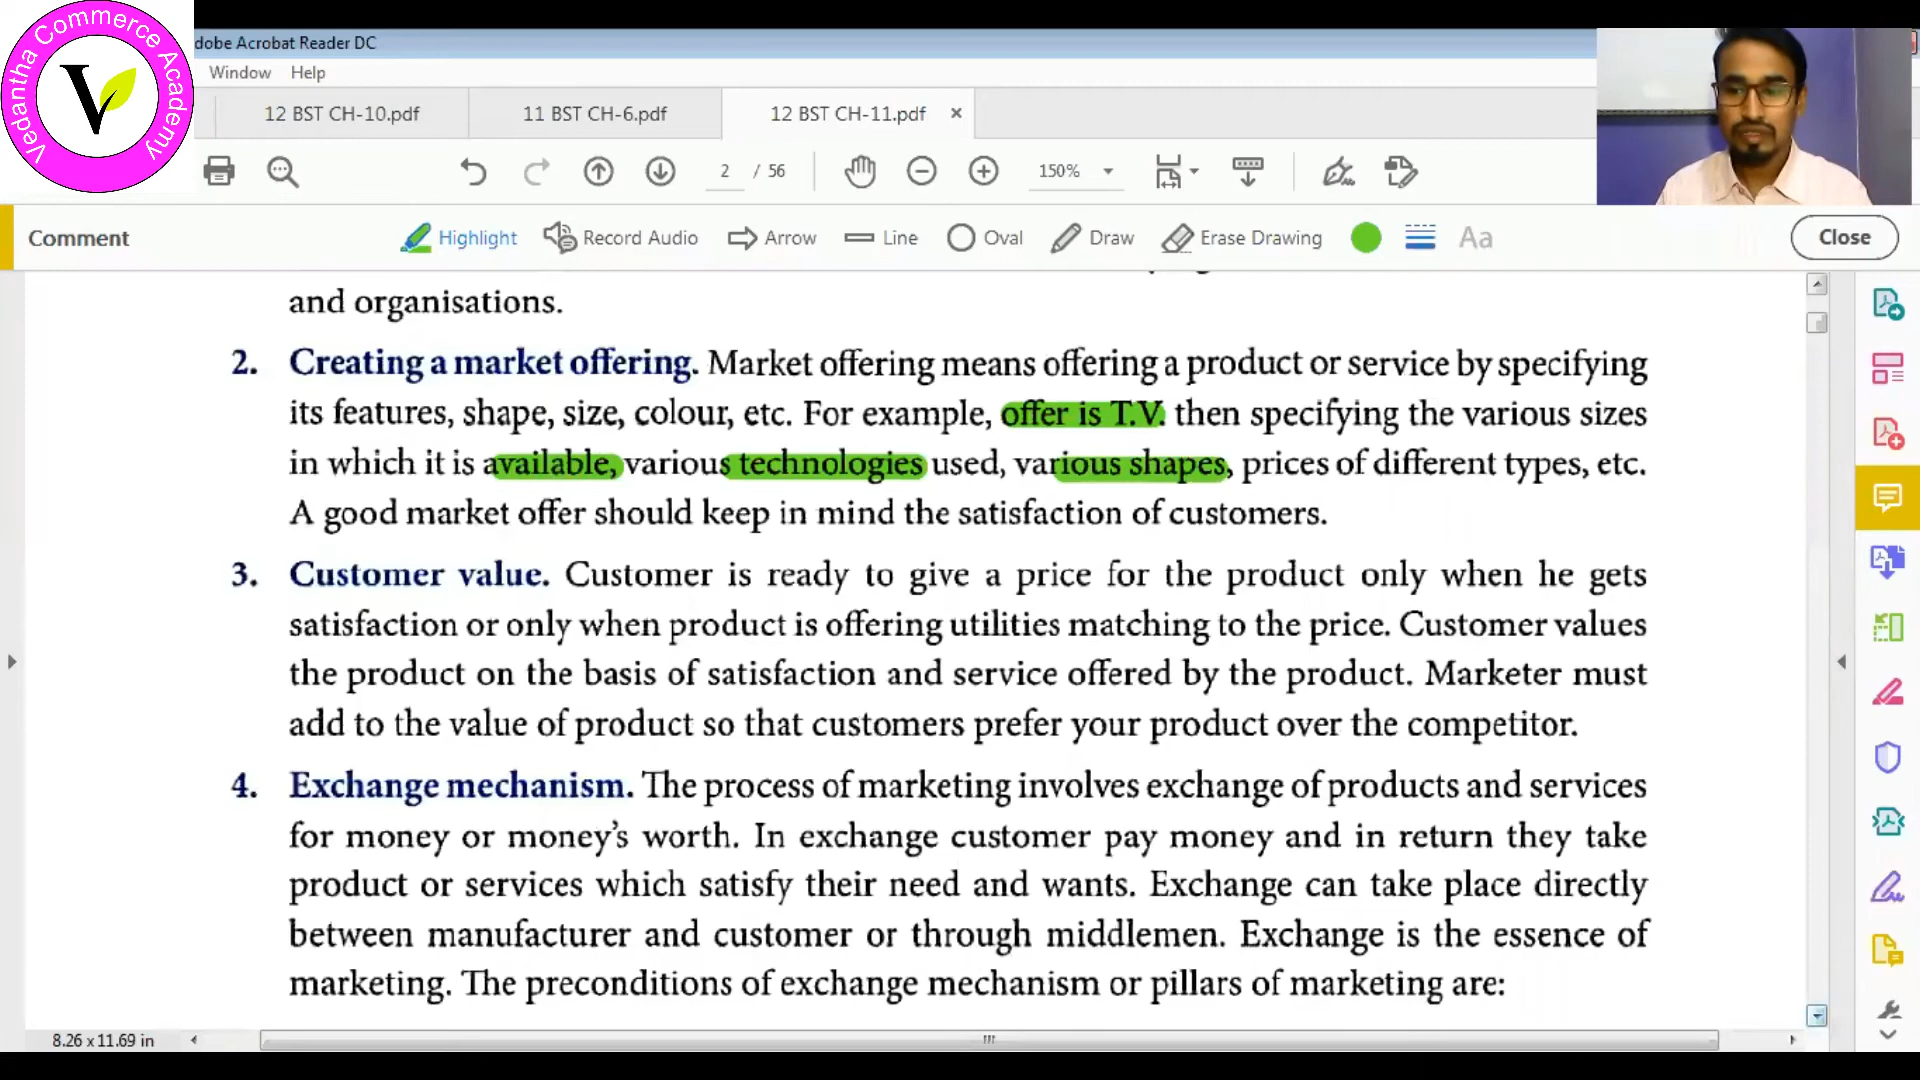 Vedantha Commerce Academy
V
dobe Acrobat Reader DC
Window Help
12 BST CH-10.pdf 11 BST CH-6.pdf 12 BST CH-11.pdf ×
2 / 56 150%
Comment Highlight Record Audio Arrow Line Oval Draw Erase Drawing Aa Close
and organisations.
2. Creating a market offering. Market offering means offering a product or service by specifying
its features, shape, size, colour, etc. For example, offer is T.V. then specifying the various sizes
in which it is available, various technologies used, various shapes, prices of different types, etc.
A good market offer should keep in mind the satisfaction of customers.
3. Customer value. Customer is ready to give a price for the product only when he gets
satisfaction or only when product is offering utilities matching to the price. Customer values
the product on the basis of satisfaction and service offered by the product. Marketer must
add to the value of product so that customers prefer your product over the competitor.
4. Exchange mechanism. The process of marketing involves exchange of products and services
for money or money's worth. In exchange customer pay money and in return they take
product or services which satisfy their need and wants. Exchange can take place directly
between manufacturer and customer or through middlemen. Exchange is the essence of
marketing. The preconditions of exchange mechanism or pillars of marketing are:
8.26 x 11.69 in